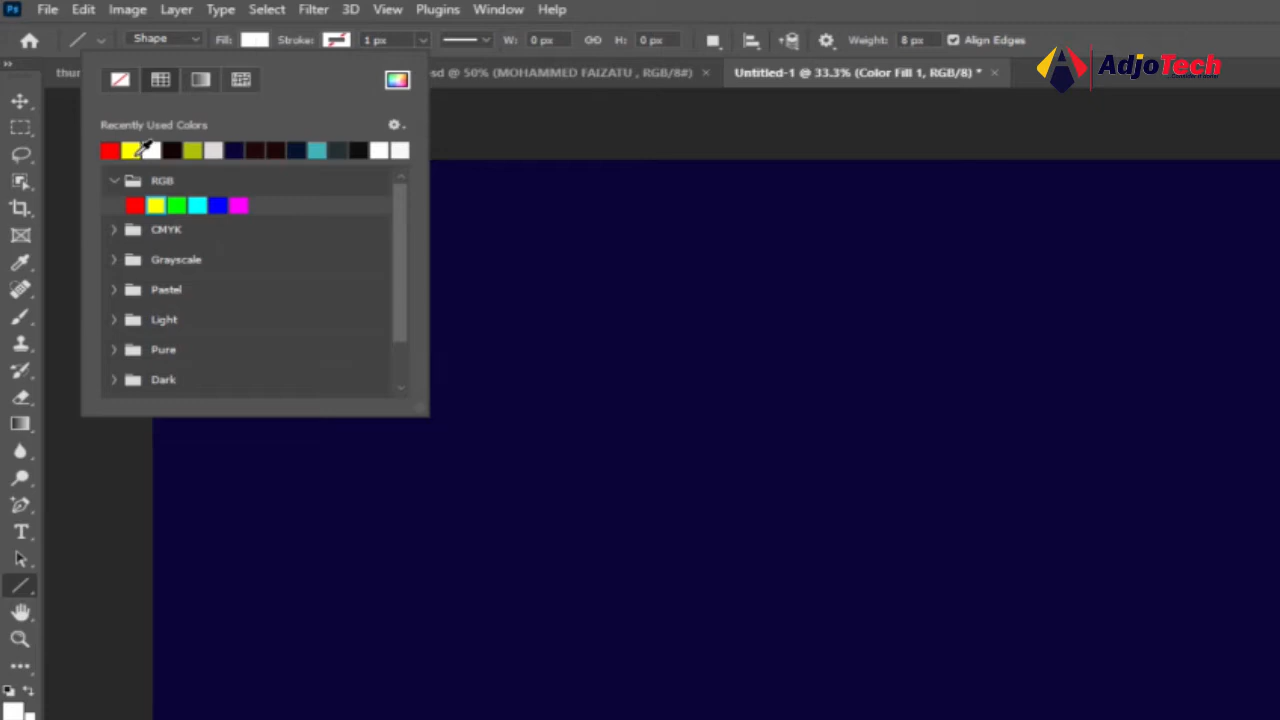 Ps File Edit Image Layer Type Select Filter 3D View Plugins Window Help
Shape Fill: Stroke: 1 px W: 0 px H: 0 px Weight: 8 px Align Edges
thur sd @ 50% (MOHAMMED FAIZATU , RGB/8#) × Untitled-1 @ 33.3% (Color Fill 1, RGB/8) * ×
AdjoTech
Recently Used Colors
RGB
CMYK
Grayscale
Pastel
Light
Pure
Dark
T